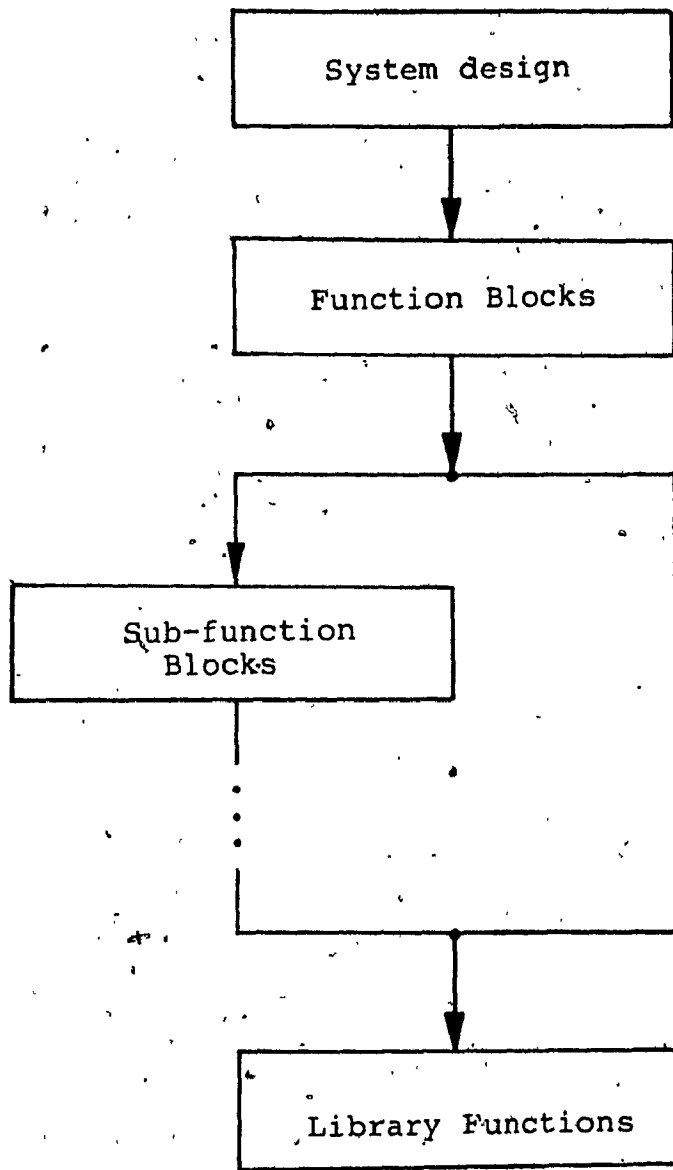 System design
Function Blocks
Sub-function
Blocks
Library Functions